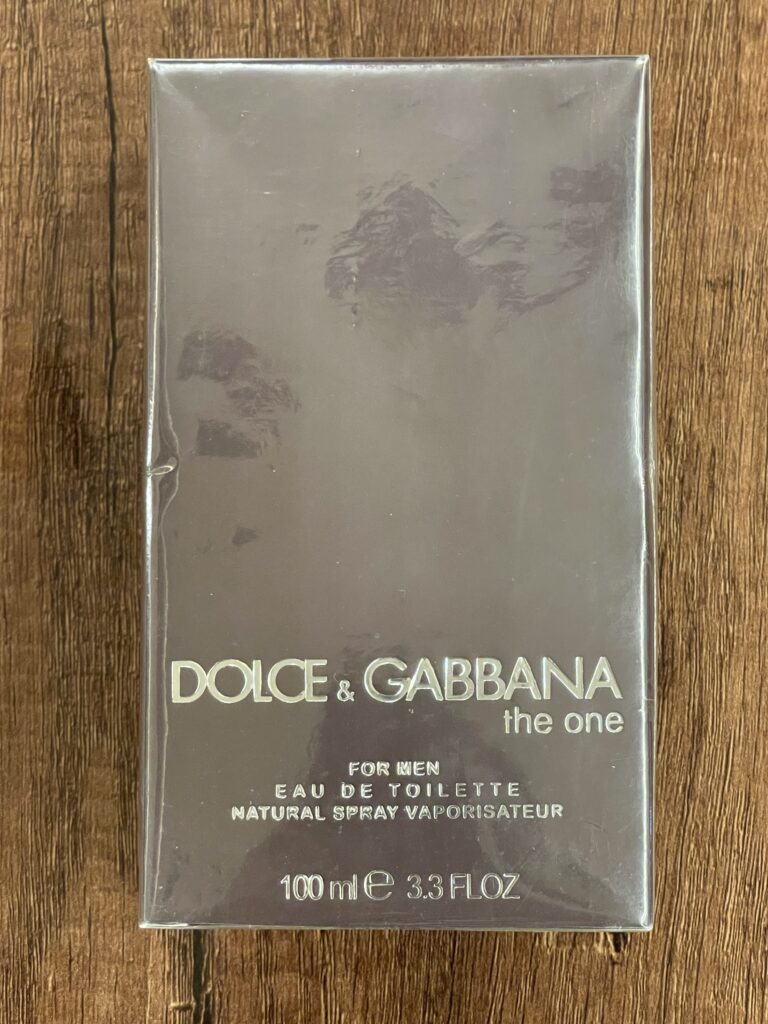 DOLCE & GABBANA
the one
FOR MEN
EAU DE TOILETTE
NATURAL SPRAY VAPORISATEUR
100 ml ℮ 3.3 FL.OZ